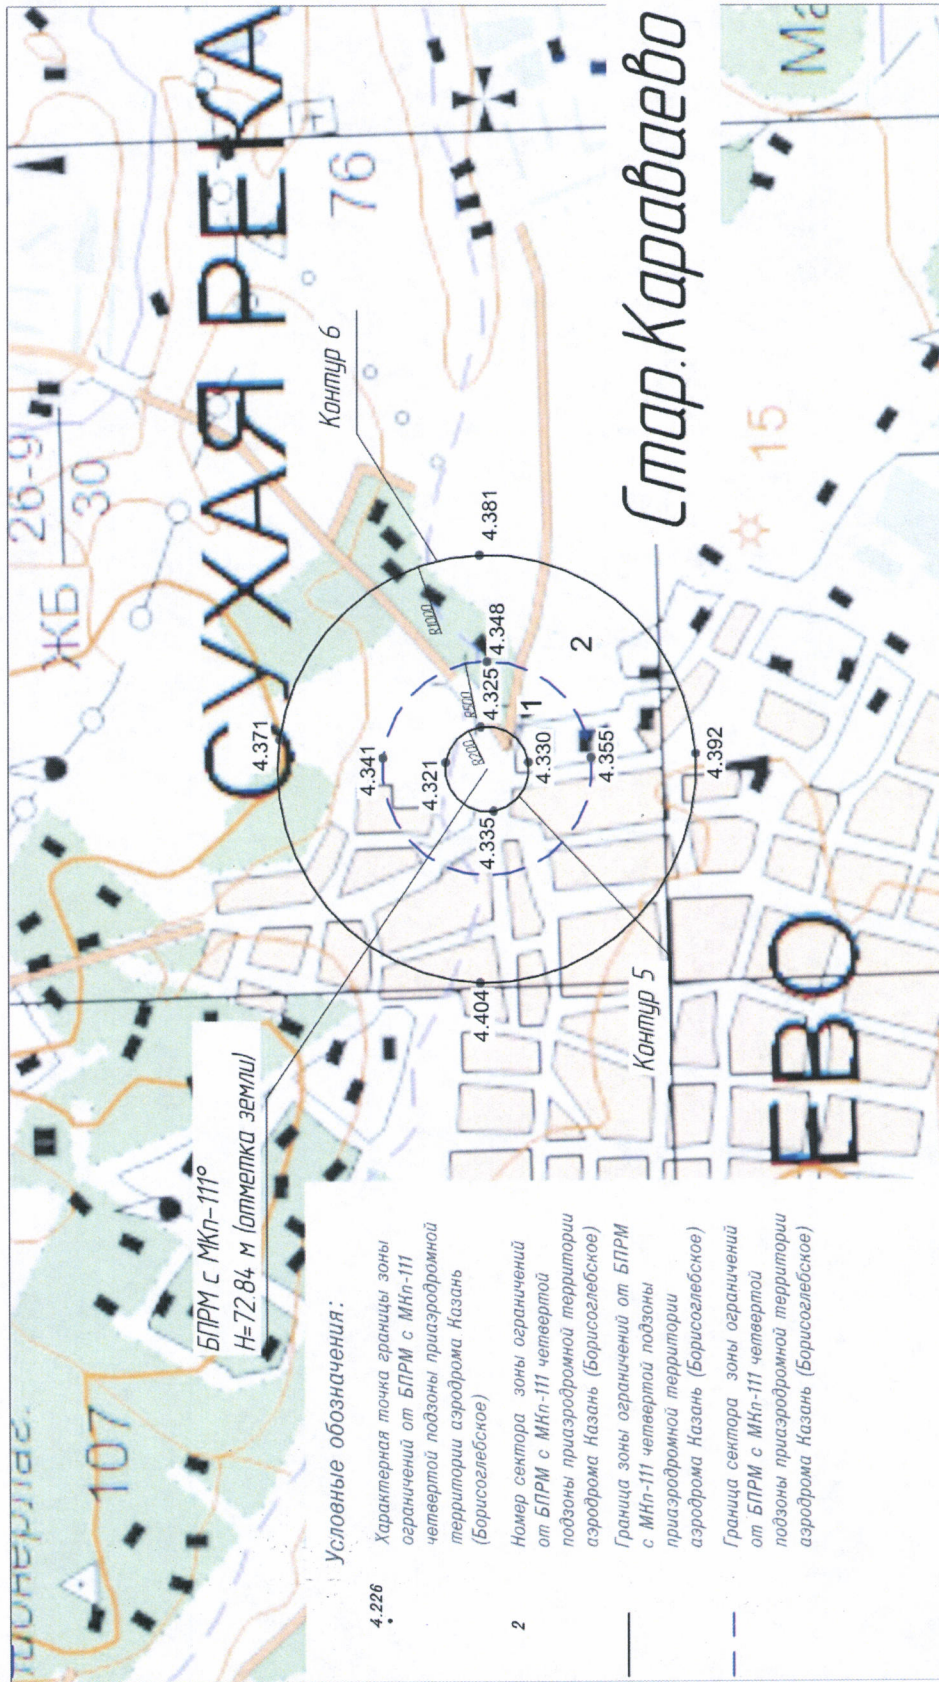 26-9
ЖБ
30
СУХАЯ РЕКА
76
Контур 6
Стар.Караваево
15
107
ЕВО
БПРМ с МКп-111°
Н=72.84 м (отметка земли)
4.371
4.341
4.321
4.381
4.348
4.325
R1000
R500
R200
1
2
4.330
4.355
4.335
4.392
4.404
Контур 5
Условные обозначения:
4.226
Характерная точка границы зоны
ограничений от БПРМ с МКп-111
четвертой подзоны приаэродромной
территории аэродрома Казань
(Борисоглебское)
2
Номер сектора зоны ограничений
от БПРМ с МКп-111 четвертой
подзоны приаэродромной территории
аэродрома Казань (Борисоглебское)
Граница зоны ограничений от БПРМ
с МКп-111 четвертой подзоны
приаэродромной территории
аэродрома Казань (Борисоглебское)
Граница сектора зоны ограничений
от БПРМ с МКп-111 четвертой
подзоны приаэродромной территории
аэродрома Казань (Борисоглебское)